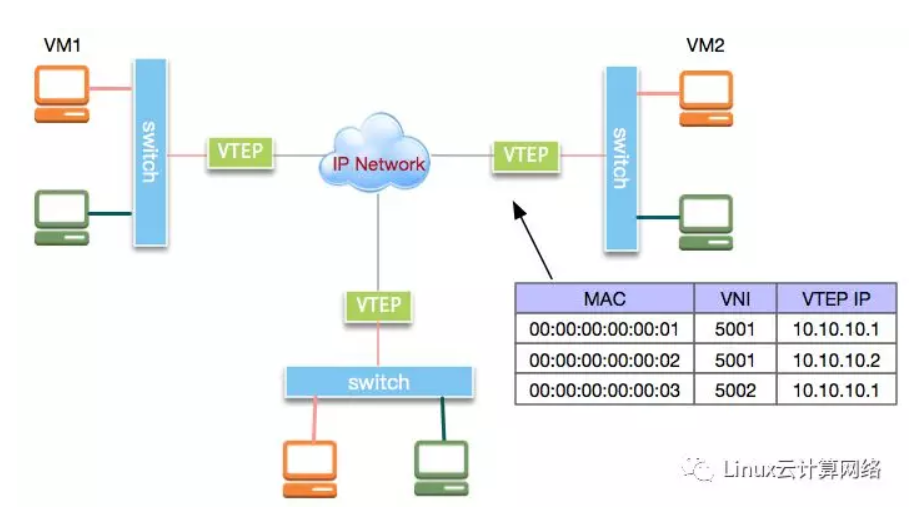 VM1
VM2
switch
VTEP
IP Network
VTEP
switch
VTEP
switch
MAC VNI VTEP IP
00:00:00:00:00:01 5001 10.10.10.1
00:00:00:00:00:02 5001 10.10.10.2
00:00:00:00:00:03 5002 10.10.10.1
Linux云计算网络